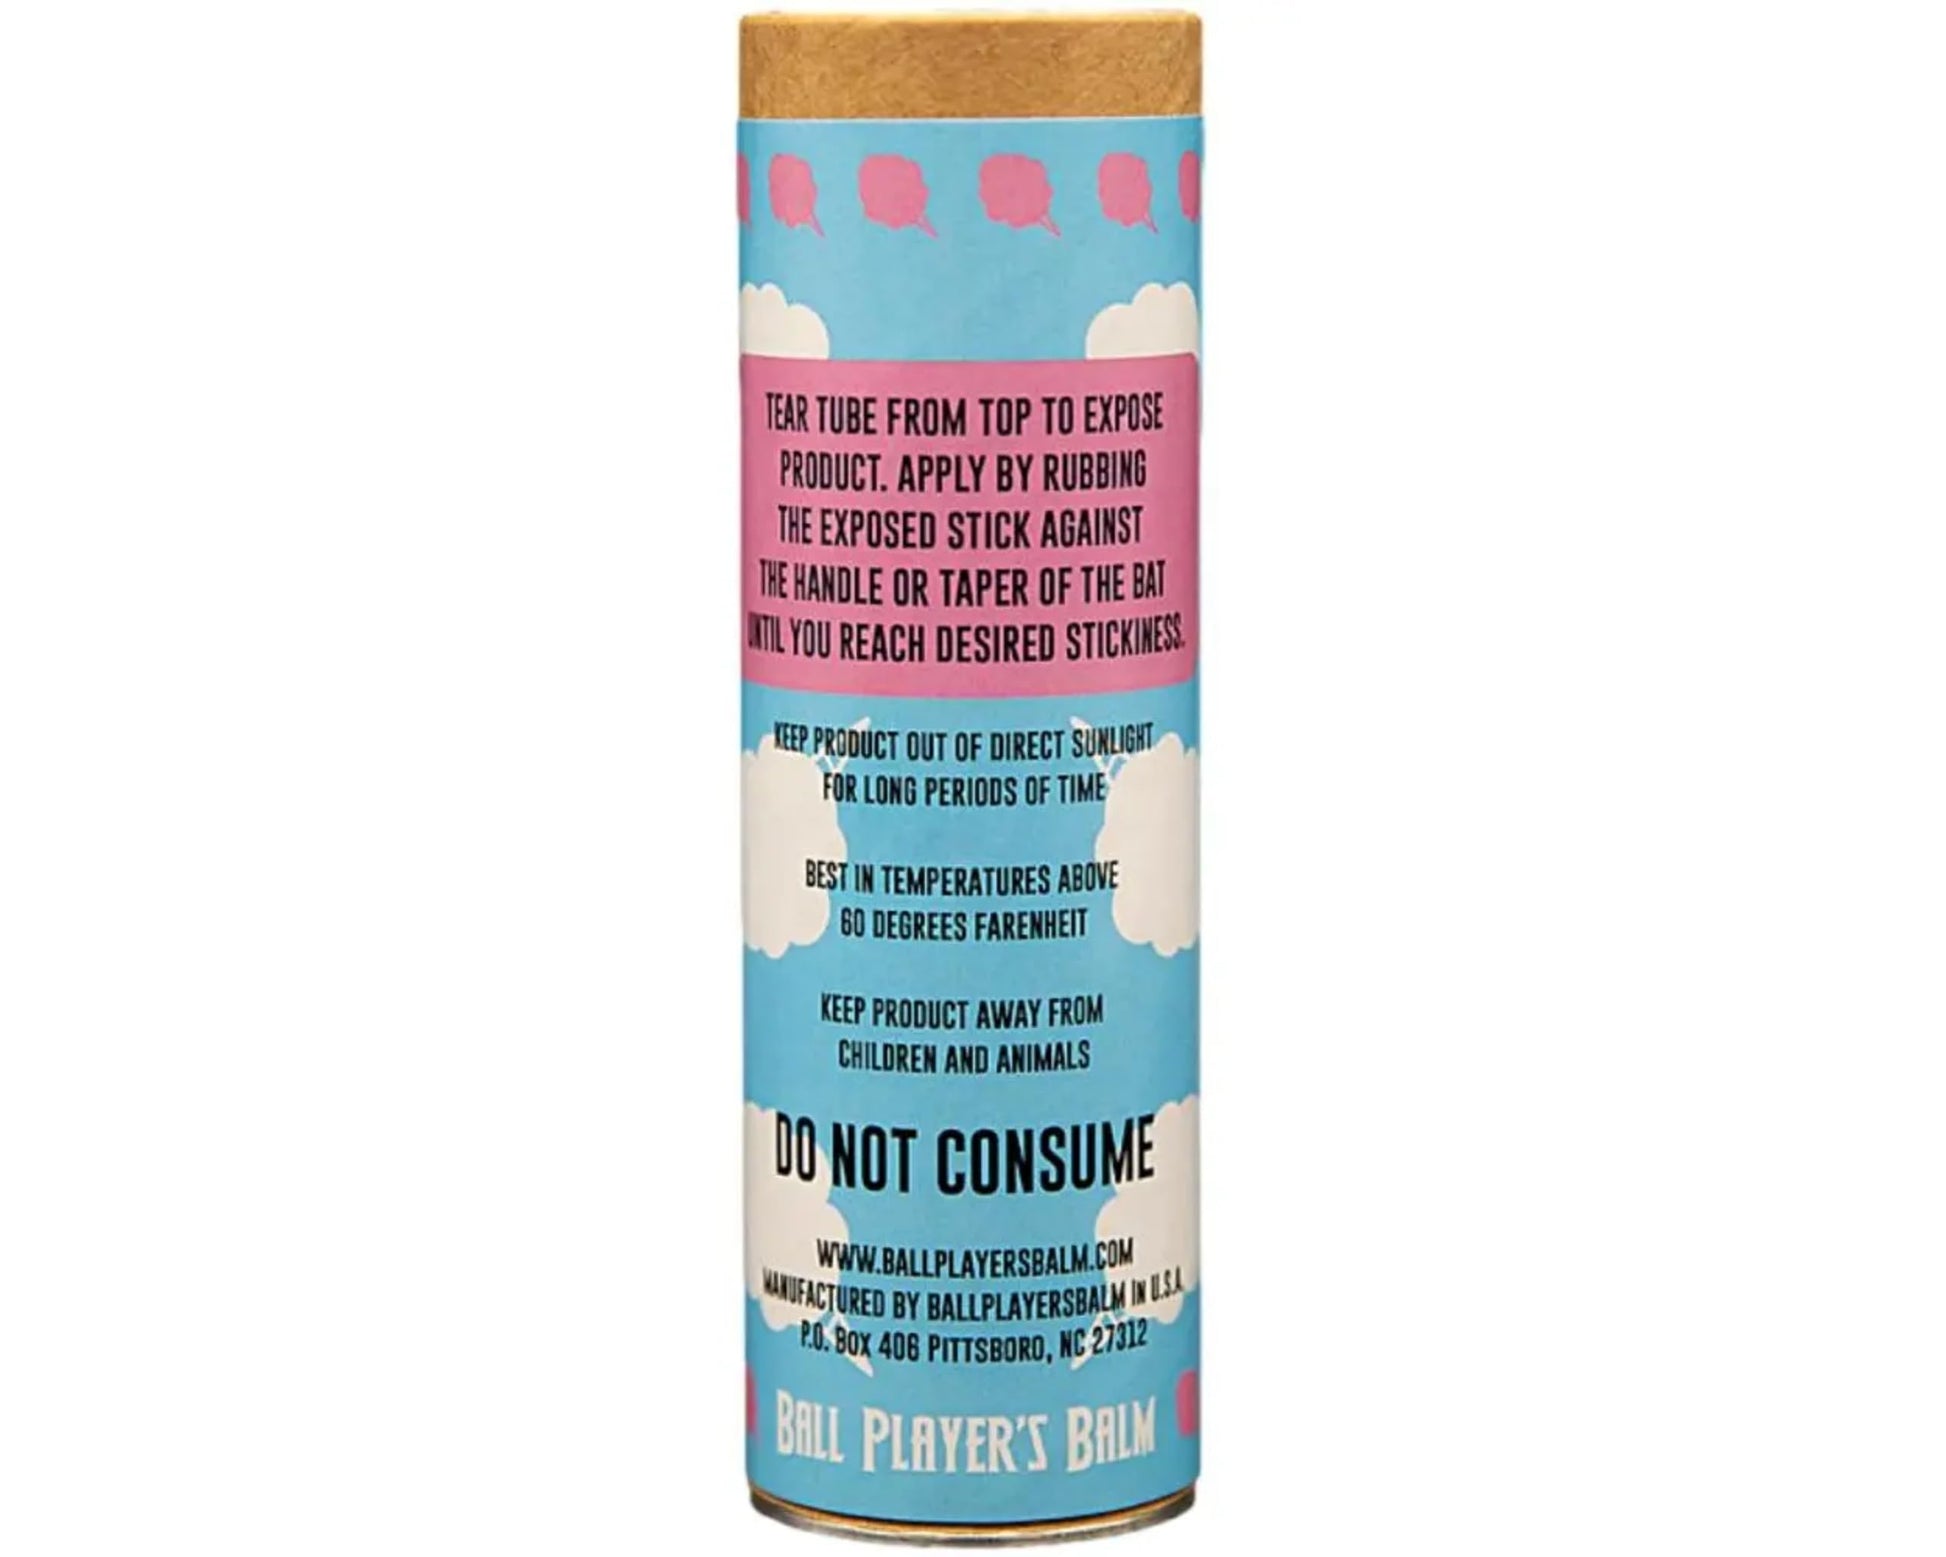 TEAR TUBE FROM TOP TO EXPOSE
PRODUCT. APPLY BY RUBBING
THE EXPOSED STICK AGAINST
THE HANDLE OR TAPER OF THE BAT
UNTIL YOU REACH DESIRED STICKINESS.
KEEP PRODUCT OUT OF DIRECT SUNLIGHT
FOR LONG PERIODS OF TIME
BEST IN TEMPERATURES ABOVE
60 DEGREES FARENHEIT
KEEP PRODUCT AWAY FROM
CHILDREN AND ANIMALS
DO NOT CONSUME
WWW.BALLPLAYERSBALM.COM
MANUFACTURED BY BALLPLAYERSBALM IN U.S.A.
P.O. BOX 406 PITTSBORO, NC 27312
BALL PLAYER'S BALM